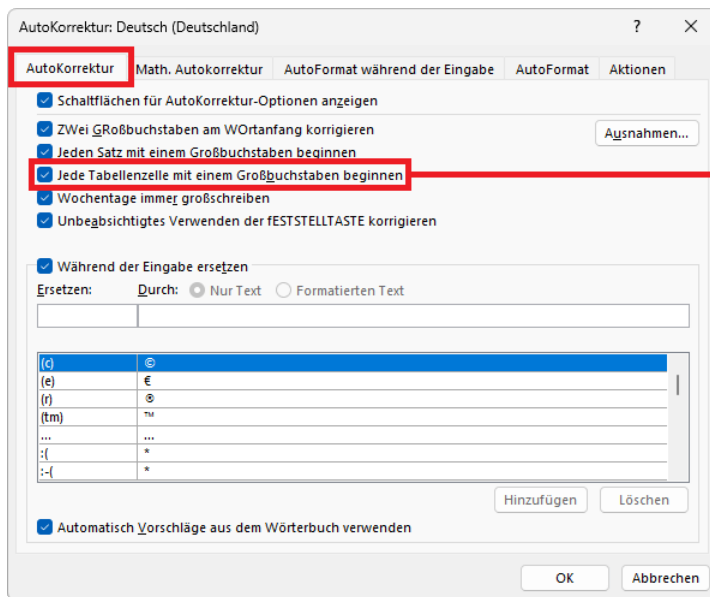 AutoKorrektur: Deutsch (Deutschland) ? ×
AutoKorrektur Math. Autokorrektur AutoFormat während der Eingabe AutoFormat Aktionen
Schaltflächen für AutoKorrektur-Optionen anzeigen
ZWei GRoßbuchstaben am WOrtanfang korrigieren
Ausnahmen...
Jeden Satz mit einem Großbuchstaben beginnen
Jede Tabellenzelle mit einem Großbuchstaben beginnen
Wochentage immer großschreiben
Unbeabsichtigtes Verwenden der fESTSTELLTASTE korrigieren
Während der Eingabe ersetzen
Ersetzen: Durch: Nur Text Formatierten Text
(c) ©
(e) €
(r) ®
(tm) ™
... ...
:( *
:-( *
Hinzufügen Löschen
Automatisch Vorschläge aus dem Wörterbuch verwenden
OK Abbrechen